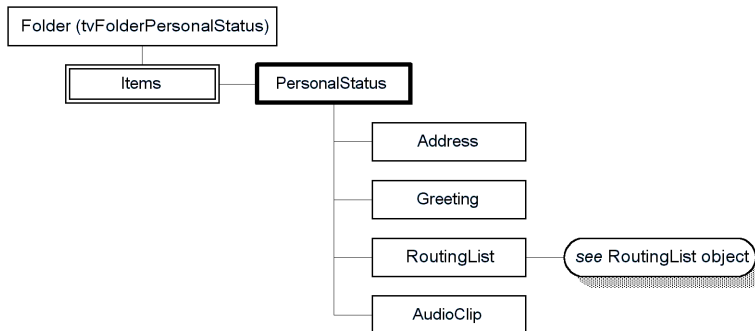 Folder (tvFolderPersonalStatus)
Items
PersonalStatus
Address
Greeting
RoutingList
see RoutingList object
AudioClip